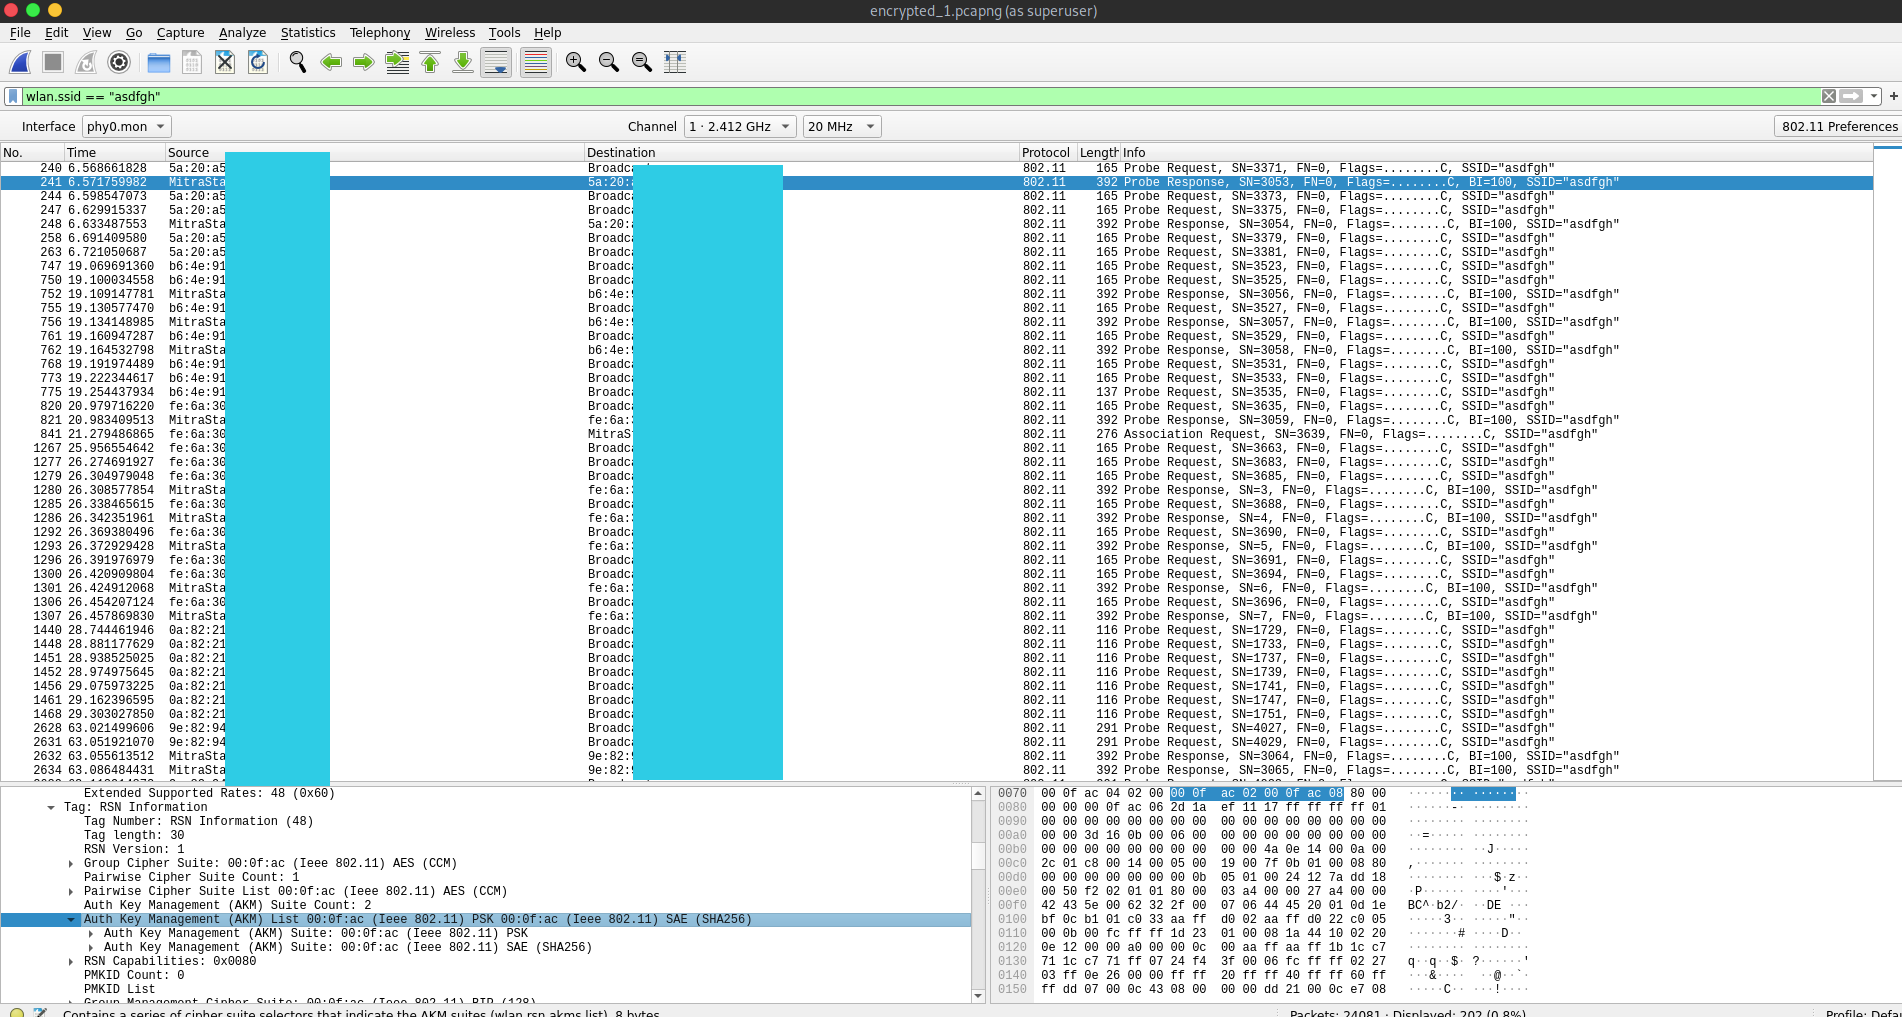 encrypted_1.pcapng (as superuser)
File Edit View Go Capture Analyze Statistics Telephony Wireless Tools Help
wlan.ssid == "asdfgh"
Interface phy0.mon Channel 1 · 2.412 GHz 20 MHz 802.11 Preferences
No. Time Source Destination Protocol Length Info
240 6.568661828 5a:20:a5 Broadca 802.11 165 Probe Request, SN=3371, FN=0, Flags=........C, SSID="asdfgh"
241 6.571759982 MitraSta 5a:20: 802.11 392 Probe Response, SN=3053, FN=0, Flags=........C, BI=100, SSID="asdfgh"
244 6.598547073 5a:20:a5 Broadca 802.11 165 Probe Request, SN=3373, FN=0, Flags=........C, SSID="asdfgh"
247 6.629915337 5a:20:a5 Broadca 802.11 165 Probe Request, SN=3375, FN=0, Flags=........C, SSID="asdfgh"
248 6.633487553 MitraSta 5a:20: 802.11 392 Probe Response, SN=3054, FN=0, Flags=........C, BI=100, SSID="asdfgh"
258 6.691409580 5a:20:a5 Broadca 802.11 165 Probe Request, SN=3379, FN=0, Flags=........C, SSID="asdfgh"
263 6.721050687 5a:20:a5 Broadca 802.11 165 Probe Request, SN=3381, FN=0, Flags=........C, SSID="asdfgh"
747 19.069691360 b6:4e:91 Broadca 802.11 165 Probe Request, SN=3523, FN=0, Flags=........C, SSID="asdfgh"
750 19.100034558 b6:4e:91 Broadca 802.11 165 Probe Request, SN=3525, FN=0, Flags=........C, SSID="asdfgh"
752 19.109147781 MitraSta b6:4e: 802.11 392 Probe Response, SN=3056, FN=0, Flags=........C, BI=100, SSID="asdfgh"
755 19.130577470 b6:4e:91 Broadca 802.11 165 Probe Request, SN=3527, FN=0, Flags=........C, SSID="asdfgh"
756 19.134148985 MitraSta b6:4e: 802.11 392 Probe Response, SN=3057, FN=0, Flags=........C, BI=100, SSID="asdfgh"
761 19.160947287 b6:4e:91 Broadca 802.11 165 Probe Request, SN=3529, FN=0, Flags=........C, SSID="asdfgh"
762 19.164532798 MitraSta b6:4e: 802.11 392 Probe Response, SN=3058, FN=0, Flags=........C, BI=100, SSID="asdfgh"
768 19.191974489 b6:4e:91 Broadca 802.11 165 Probe Request, SN=3531, FN=0, Flags=........C, SSID="asdfgh"
773 19.222344617 b6:4e:91 Broadca 802.11 165 Probe Request, SN=3533, FN=0, Flags=........C, SSID="asdfgh"
775 19.254437934 b6:4e:91 Broadca 802.11 137 Probe Request, SN=3535, FN=0, Flags=........C, SSID="asdfgh"
820 20.979716220 fe:6a:30 Broadca 802.11 165 Probe Request, SN=3635, FN=0, Flags=........C, SSID="asdfgh"
821 20.983409513 MitraSta fe:6a: 802.11 392 Probe Response, SN=3059, FN=0, Flags=........C, BI=100, SSID="asdfgh"
841 21.279486865 fe:6a:30 MitraS 802.11 276 Association Request, SN=3639, FN=0, Flags=........C, SSID="asdfgh"
1267 25.956554642 fe:6a:30 Broadca 802.11 165 Probe Request, SN=3663, FN=0, Flags=........C, SSID="asdfgh"
1277 26.274691927 fe:6a:30 Broadca 802.11 165 Probe Request, SN=3683, FN=0, Flags=........C, SSID="asdfgh"
1279 26.304979048 fe:6a:30 Broadca 802.11 165 Probe Request, SN=3685, FN=0, Flags=........C, SSID="asdfgh"
1280 26.308577854 MitraSta fe:6a: 802.11 392 Probe Response, SN=3, FN=0, Flags=........C, BI=100, SSID="asdfgh"
1285 26.338465615 fe:6a:30 Broadca 802.11 165 Probe Request, SN=3688, FN=0, Flags=........C, SSID="asdfgh"
1286 26.342351961 MitraSta fe:6a: 802.11 392 Probe Response, SN=4, FN=0, Flags=........C, BI=100, SSID="asdfgh"
1292 26.369380496 fe:6a:30 Broadca 802.11 165 Probe Request, SN=3690, FN=0, Flags=........C, SSID="asdfgh"
1293 26.372929428 MitraSta fe:6a: 802.11 392 Probe Response, SN=5, FN=0, Flags=........C, BI=100, SSID="asdfgh"
1296 26.391976979 fe:6a:30 Broadca 802.11 165 Probe Request, SN=3691, FN=0, Flags=........C, SSID="asdfgh"
1300 26.420909804 fe:6a:30 Broadca 802.11 165 Probe Request, SN=3694, FN=0, Flags=........C, SSID="asdfgh"
1301 26.424912068 MitraSta fe:6a: 802.11 392 Probe Response, SN=6, FN=0, Flags=........C, BI=100, SSID="asdfgh"
1306 26.454207124 fe:6a:30 Broadca 802.11 165 Probe Request, SN=3696, FN=0, Flags=........C, SSID="asdfgh"
1307 26.457869830 MitraSta fe:6a: 802.11 392 Probe Response, SN=7, FN=0, Flags=........C, BI=100, SSID="asdfgh"
1440 28.744461946 0a:82:21 Broadca 802.11 116 Probe Request, SN=1729, FN=0, Flags=........C, SSID="asdfgh"
1448 28.881177629 0a:82:21 Broadca 802.11 116 Probe Request, SN=1733, FN=0, Flags=........C, SSID="asdfgh"
1451 28.938525025 0a:82:21 Broadca 802.11 116 Probe Request, SN=1737, FN=0, Flags=........C, SSID="asdfgh"
1452 28.974975645 0a:82:21 Broadca 802.11 116 Probe Request, SN=1739, FN=0, Flags=........C, SSID="asdfgh"
1456 29.075973225 0a:82:21 Broadca 802.11 116 Probe Request, SN=1741, FN=0, Flags=........C, SSID="asdfgh"
1461 29.162396595 0a:82:21 Broadca 802.11 116 Probe Request, SN=1747, FN=0, Flags=........C, SSID="asdfgh"
1468 29.303027850 0a:82:21 Broadca 802.11 116 Probe Request, SN=1751, FN=0, Flags=........C, SSID="asdfgh"
2628 63.021499606 9e:82:94 Broadca 802.11 291 Probe Request, SN=4027, FN=0, Flags=........C, SSID="asdfgh"
2631 63.051921070 9e:82:94 Broadca 802.11 291 Probe Request, SN=4029, FN=0, Flags=........C, SSID="asdfgh"
2632 63.055613512 MitraSta 9e:82: 802.11 392 Probe Response, SN=3064, FN=0, Flags=........C, BI=100, SSID="asdfgh"
2634 63.086484431 MitraSta 9e:82: 802.11 392 Probe Response, SN=3065, FN=0, Flags=........C, BI=100, SSID="asdfgh"
Extended Supported Rates: 48 (0x60)
Tag: RSN Information
Tag Number: RSN Information (48)
Tag length: 30
RSN Version: 1
Group Cipher Suite: 00:0f:ac (Ieee 802.11) AES (CCM)
Pairwise Cipher Suite Count: 1
Pairwise Cipher Suite List 00:0f:ac (Ieee 802.11) AES (CCM)
Auth Key Management (AKM) Suite Count: 2
Auth Key Management (AKM) List 00:0f:ac (Ieee 802.11) PSK 00:0f:ac (Ieee 802.11) SAE (SHA256)
Auth Key Management (AKM) Suite: 00:0f:ac (Ieee 802.11) PSK
Auth Key Management (AKM) Suite: 00:0f:ac (Ieee 802.11) SAE (SHA256)
RSN Capabilities: 0x0080
PMKID Count: 0
PMKID List
Group Management Cipher Suite: 00:0f:ac (Ieee 802.11) BIP (128)
0070 00 0f ac 04 02 00 00 0f ac 02 00 0f ac 08 80 00
0080 00 00 00 0f ac 06 2d 1a ef 11 17 ff ff ff ff 01 -
0090 00 00 00 00 00 00 00 00 00 00 00 00 00 00 00 00
00a0 00 00 3d 16 0b 00 06 00 00 00 00 00 00 00 00 00 =
00b0 00 00 00 00 00 00 00 00 00 00 4a 0e 14 00 0a 00 J
00c0 2c 01 c8 00 14 00 05 00 19 00 7f 0b 01 00 08 80 ,
00d0 00 00 00 00 00 00 00 0b 05 01 00 24 12 7a dd 18 $ z
00e0 00 50 f2 02 01 01 80 00 03 a4 00 00 27 a4 00 00 P '
00f0 42 43 5e 00 62 32 2f 00 07 06 44 45 20 01 0d 1e BC^ b2/ DE
0100 bf 0c b1 01 c0 33 aa ff d0 02 aa ff d0 22 c0 05 3 "
0110 00 0b 00 fc ff ff 1d 23 01 00 08 1a 44 10 02 20 # D
0120 0e 12 00 00 a0 00 00 0c 00 aa ff aa ff 1b 1c c7
0130 71 1c c7 71 ff 07 24 f4 3f 00 06 fc ff ff 02 27 q q $ ? '
0140 03 ff 0e 26 00 00 ff ff 20 ff ff 40 ff ff 60 ff & @ `
0150 ff dd 07 00 0c 43 08 00 00 00 dd 21 00 0c e7 08 C !
Contains a series of cipher suite selectors that indicate the AKM suites (wlan.rsn.akms.list), 8 bytes Packets: 24081 · Displayed: 202 (0.8%) Profile: Defa